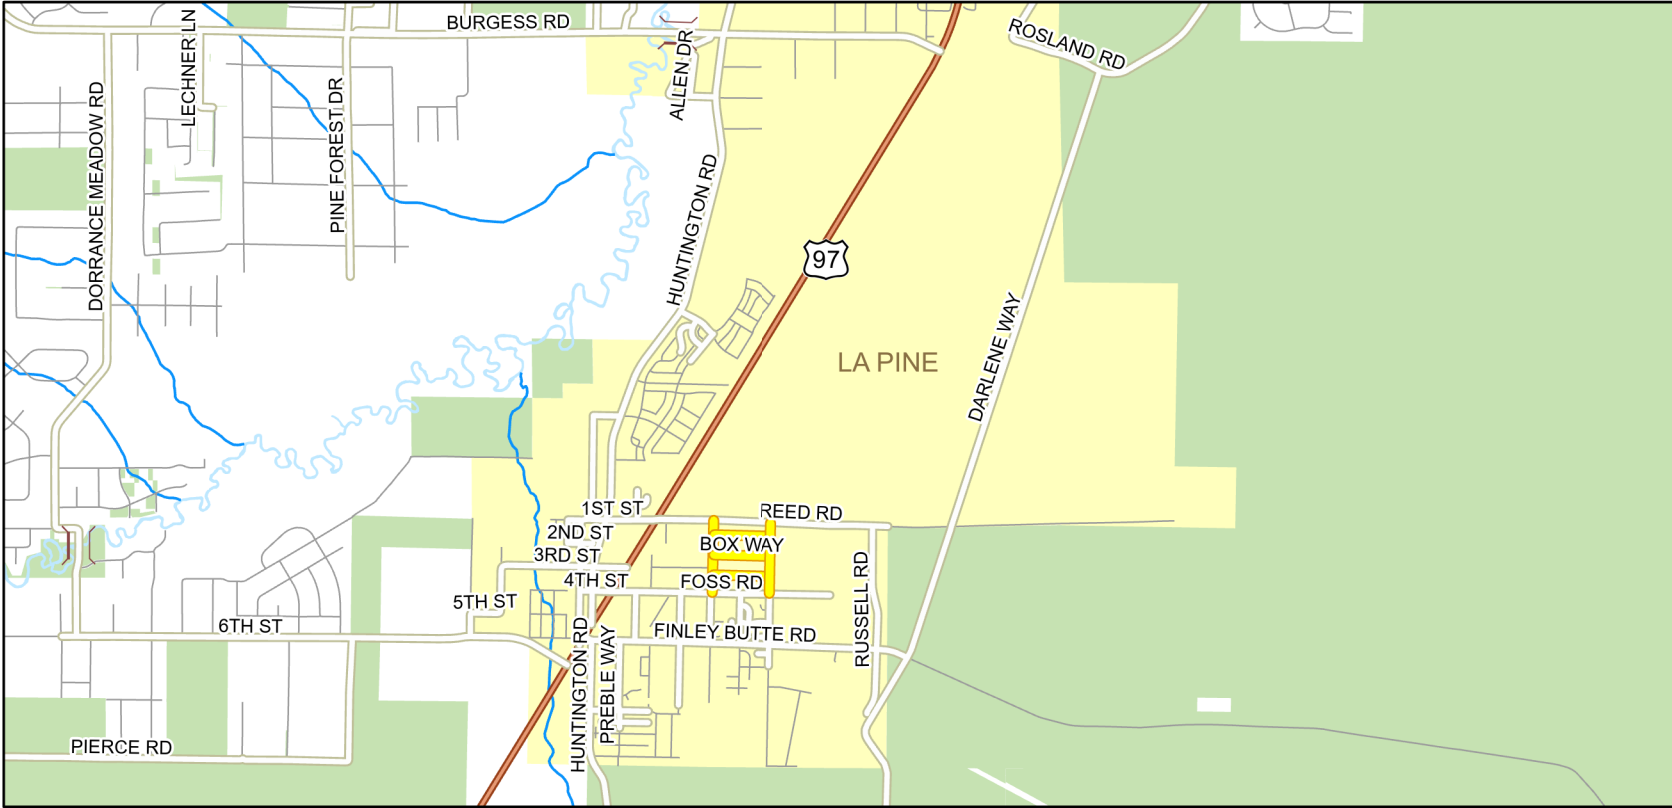 BURGESS RD
ROSLAND RD
LECHNER LN
ALLEN DR
DORRANCE MEADOW RD
PINE FOREST DR
HUNTINGTON RD
97
DARLENE WAY
LA PINE
1ST ST
REED RD
2ND ST
BOX WAY
3RD ST
4TH ST
FOSS RD
5TH ST
RUSSELL RD
6TH ST
FINLEY BUTTE RD
HUNTINGTON RD
PREBLE WAY
PIERCE RD